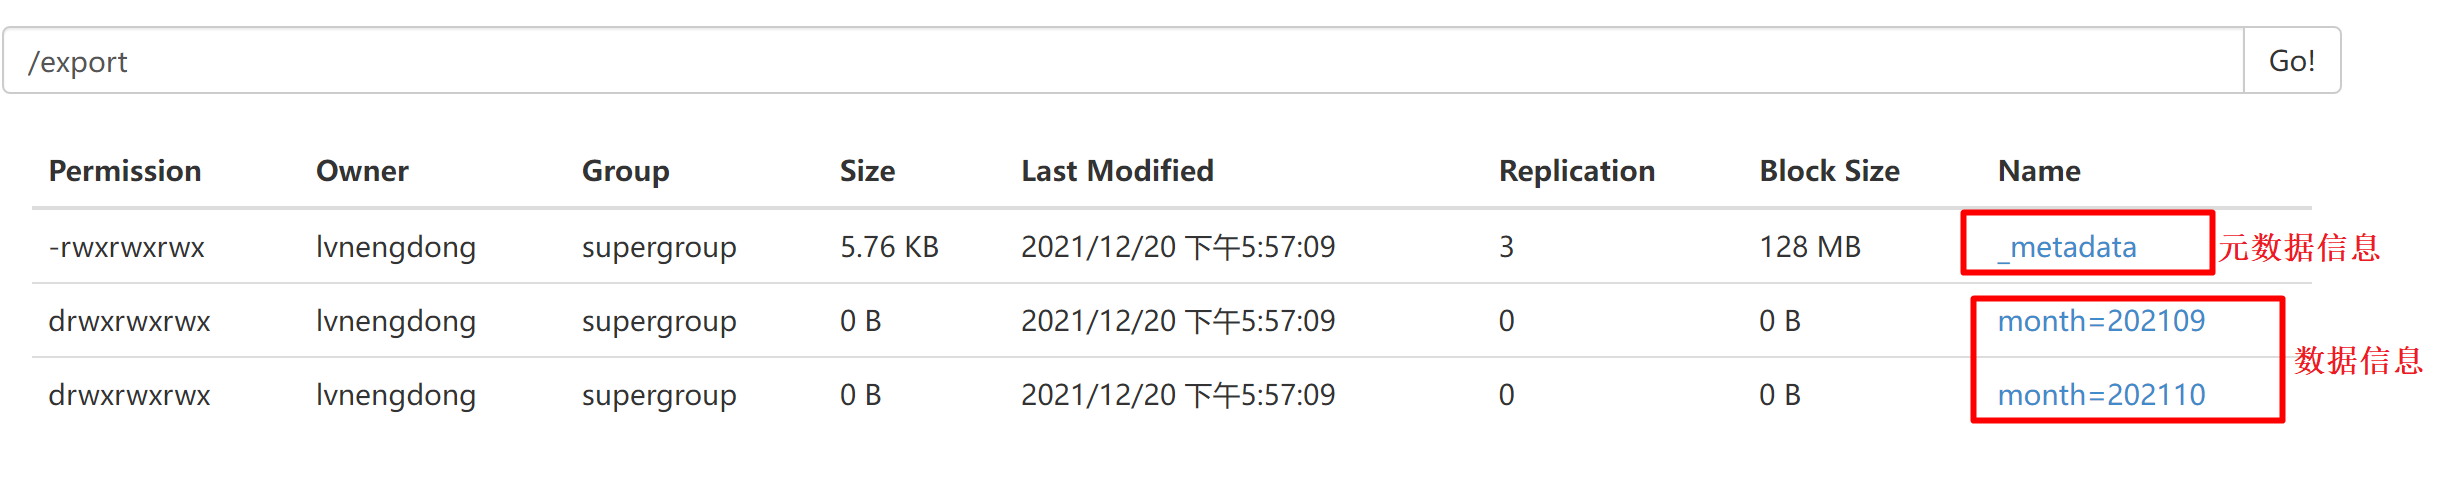 /export Go!
Permission Owner Group Size Last Modified Replication Block Size Name
-rwxrwxrwx lvnengdong supergroup 5.76 KB 2021/12/20 下午5:57:09 3 128 MB _metadata 元数据信息
drwxrwxrwx lvnengdong supergroup 0 B 2021/12/20 下午5:57:09 0 0 B month=202109
数据信息
drwxrwxrwx lvnengdong supergroup 0 B 2021/12/20 下午5:57:09 0 0 B month=202110